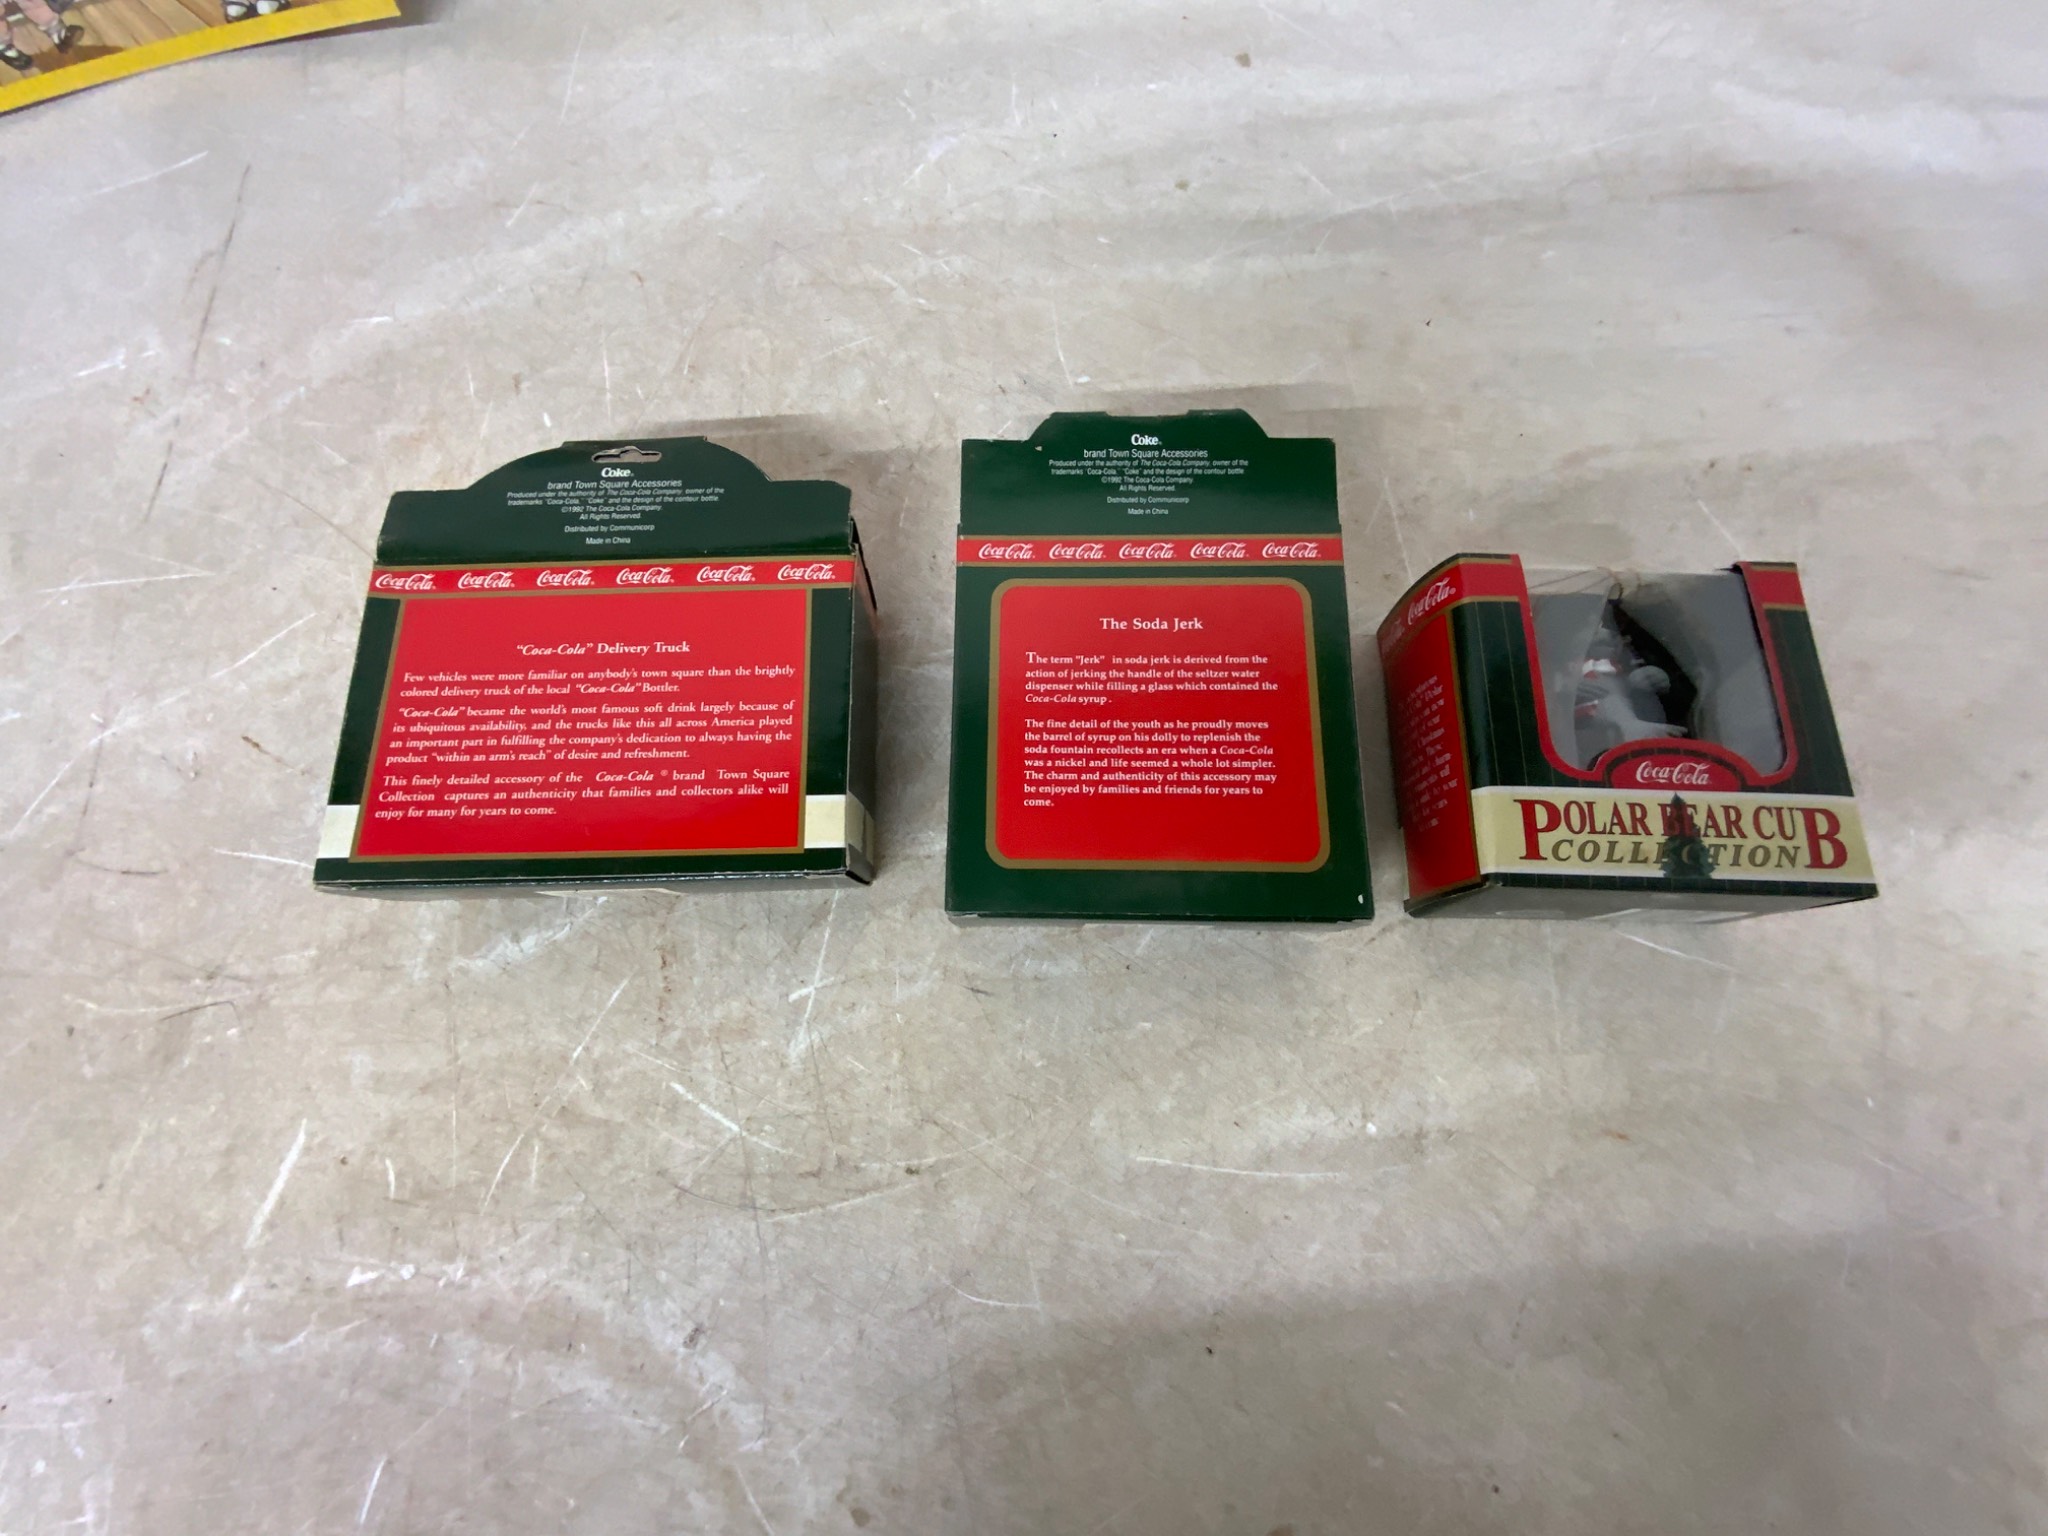 Coke®
brand Town Square Accessories
Produced under the authority of The Coca-Cola Company, owner of the
trademarks "Coca-Cola," "Coke" and the design of the contour bottle.
©1992 The Coca-Cola Company.
All Rights Reserved.
Distributed by Communicorp
Made in China
Coca-Cola Coca-Cola Coca-Cola Coca-Cola Coca-Cola Coca-Cola
"Coca-Cola" Delivery Truck
Few vehicles were more familiar on anybody's town square than the brightly
colored delivery truck of the local "Coca-Cola" Bottler.
"Coca-Cola" became the world's most famous soft drink largely because of
its ubiquitous availability, and the trucks like this all across America played
an important part in fulfilling the company's dedication to always having the
product "within an arm's reach" of desire and refreshment.
This finely detailed accessory of the Coca-Cola ® brand Town Square
Collection captures an authenticity that families and collectors alike will
enjoy for many for years to come.
Coke®
brand Town Square Accessories
Produced under the authority of The Coca-Cola Company, owner of the
trademarks "Coca-Cola," "Coke" and the design of the contour bottle
©1992 The Coca-Cola Company.
All Rights Reserved.
Distributed by Communicorp
Made in China
Coca-Cola Coca-Cola Coca-Cola Coca-Cola Coca-Cola
The Soda Jerk
The term "Jerk" in soda jerk is derived from the
action of jerking the handle of the seltzer water
dispenser while filling a glass which contained the
Coca-Cola syrup .
The fine detail of the youth as he proudly moves
the barrel of syrup on his dolly to replenish the
soda fountain recollects an era when a Coca-Cola
was a nickel and life seemed a whole lot simpler.
The charm and authenticity of this accessory may
be enjoyed by families and friends for years to
come.
Coca-Cola
Coca-Cola
POLAR BEAR CUB
COLLECTION